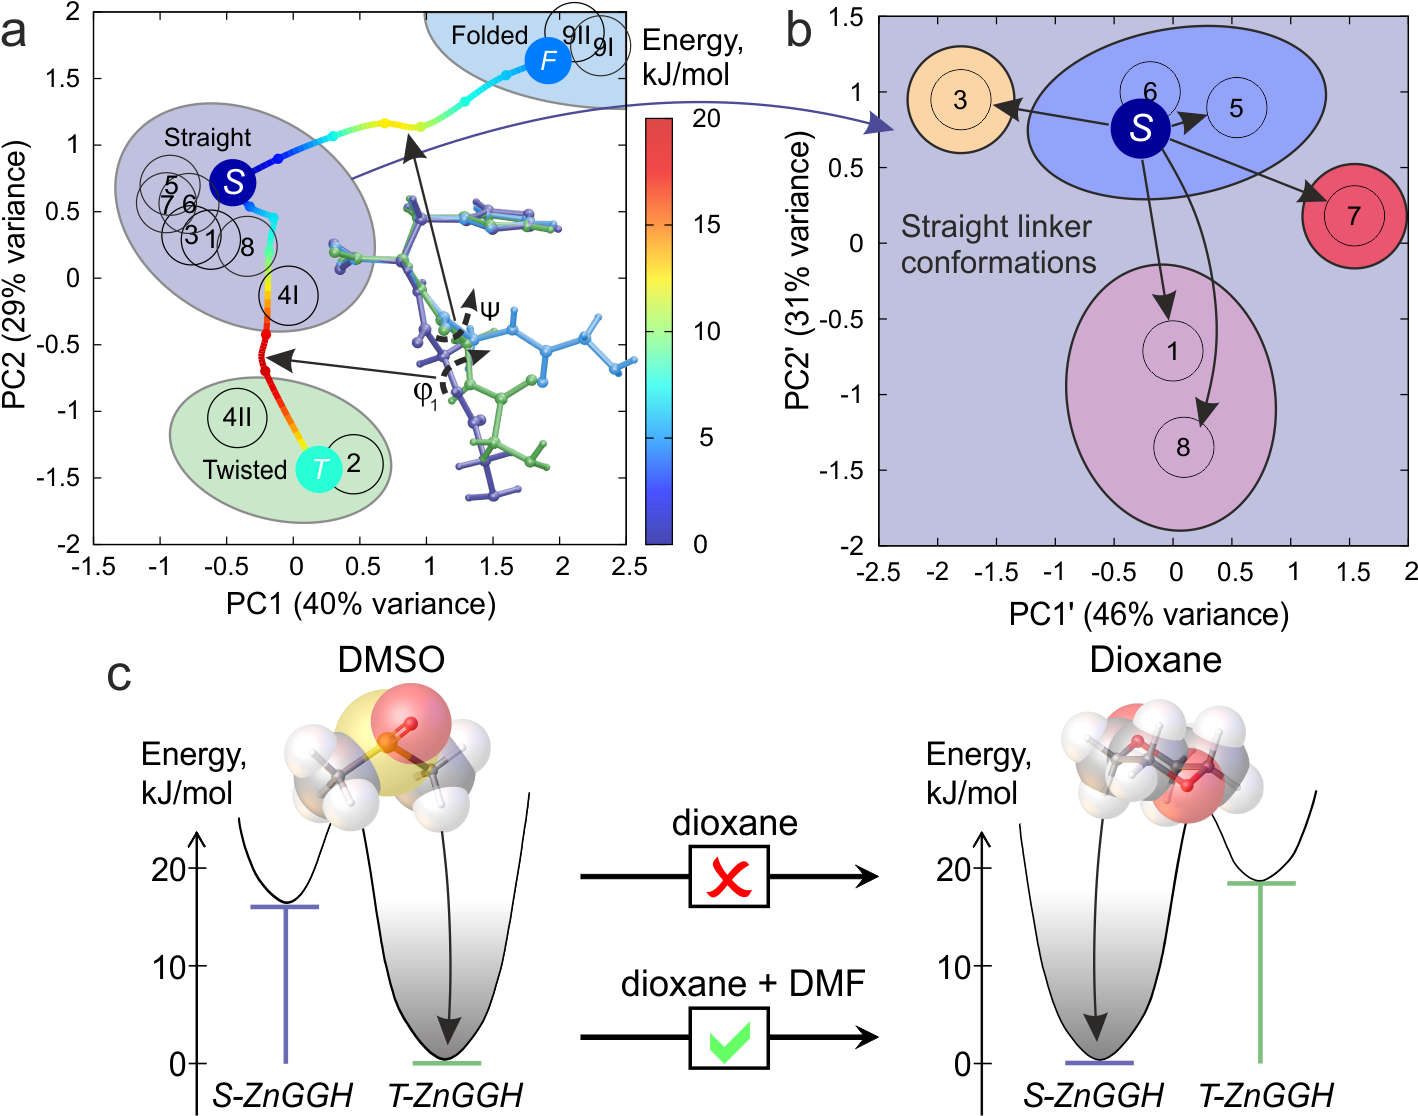 a
2
1.5
1
0.5
0
-0.5
-1
-1.5
-2
PC2 (29% variance)
-1.5
-1
-0.5
0
0.5
1
1.5
2
2.5
PC1 (40% variance)
Straight
S
5
7
6
3
1
8
4I
4II
Twisted
T
2
Folded
F
9II
9I
ψ
φ1
Energy,
kJ/mol
20
15
10
5
0
b
1.5
1
0.5
0
-0.5
-1
-1.5
-2
PC2' (31% variance)
-2.5
-2
-1.5
-1
-0.5
0
0.5
1
1.5
2
PC1' (46% variance)
3
6
S
5
7
Straight linker
conformations
1
8
c
DMSO
Energy,
kJ/mol
20
10
0
S-ZnGGH
T-ZnGGH
dioxane
dioxane + DMF
Dioxane
Energy,
kJ/mol
20
10
0
S-ZnGGH
T-ZnGGH